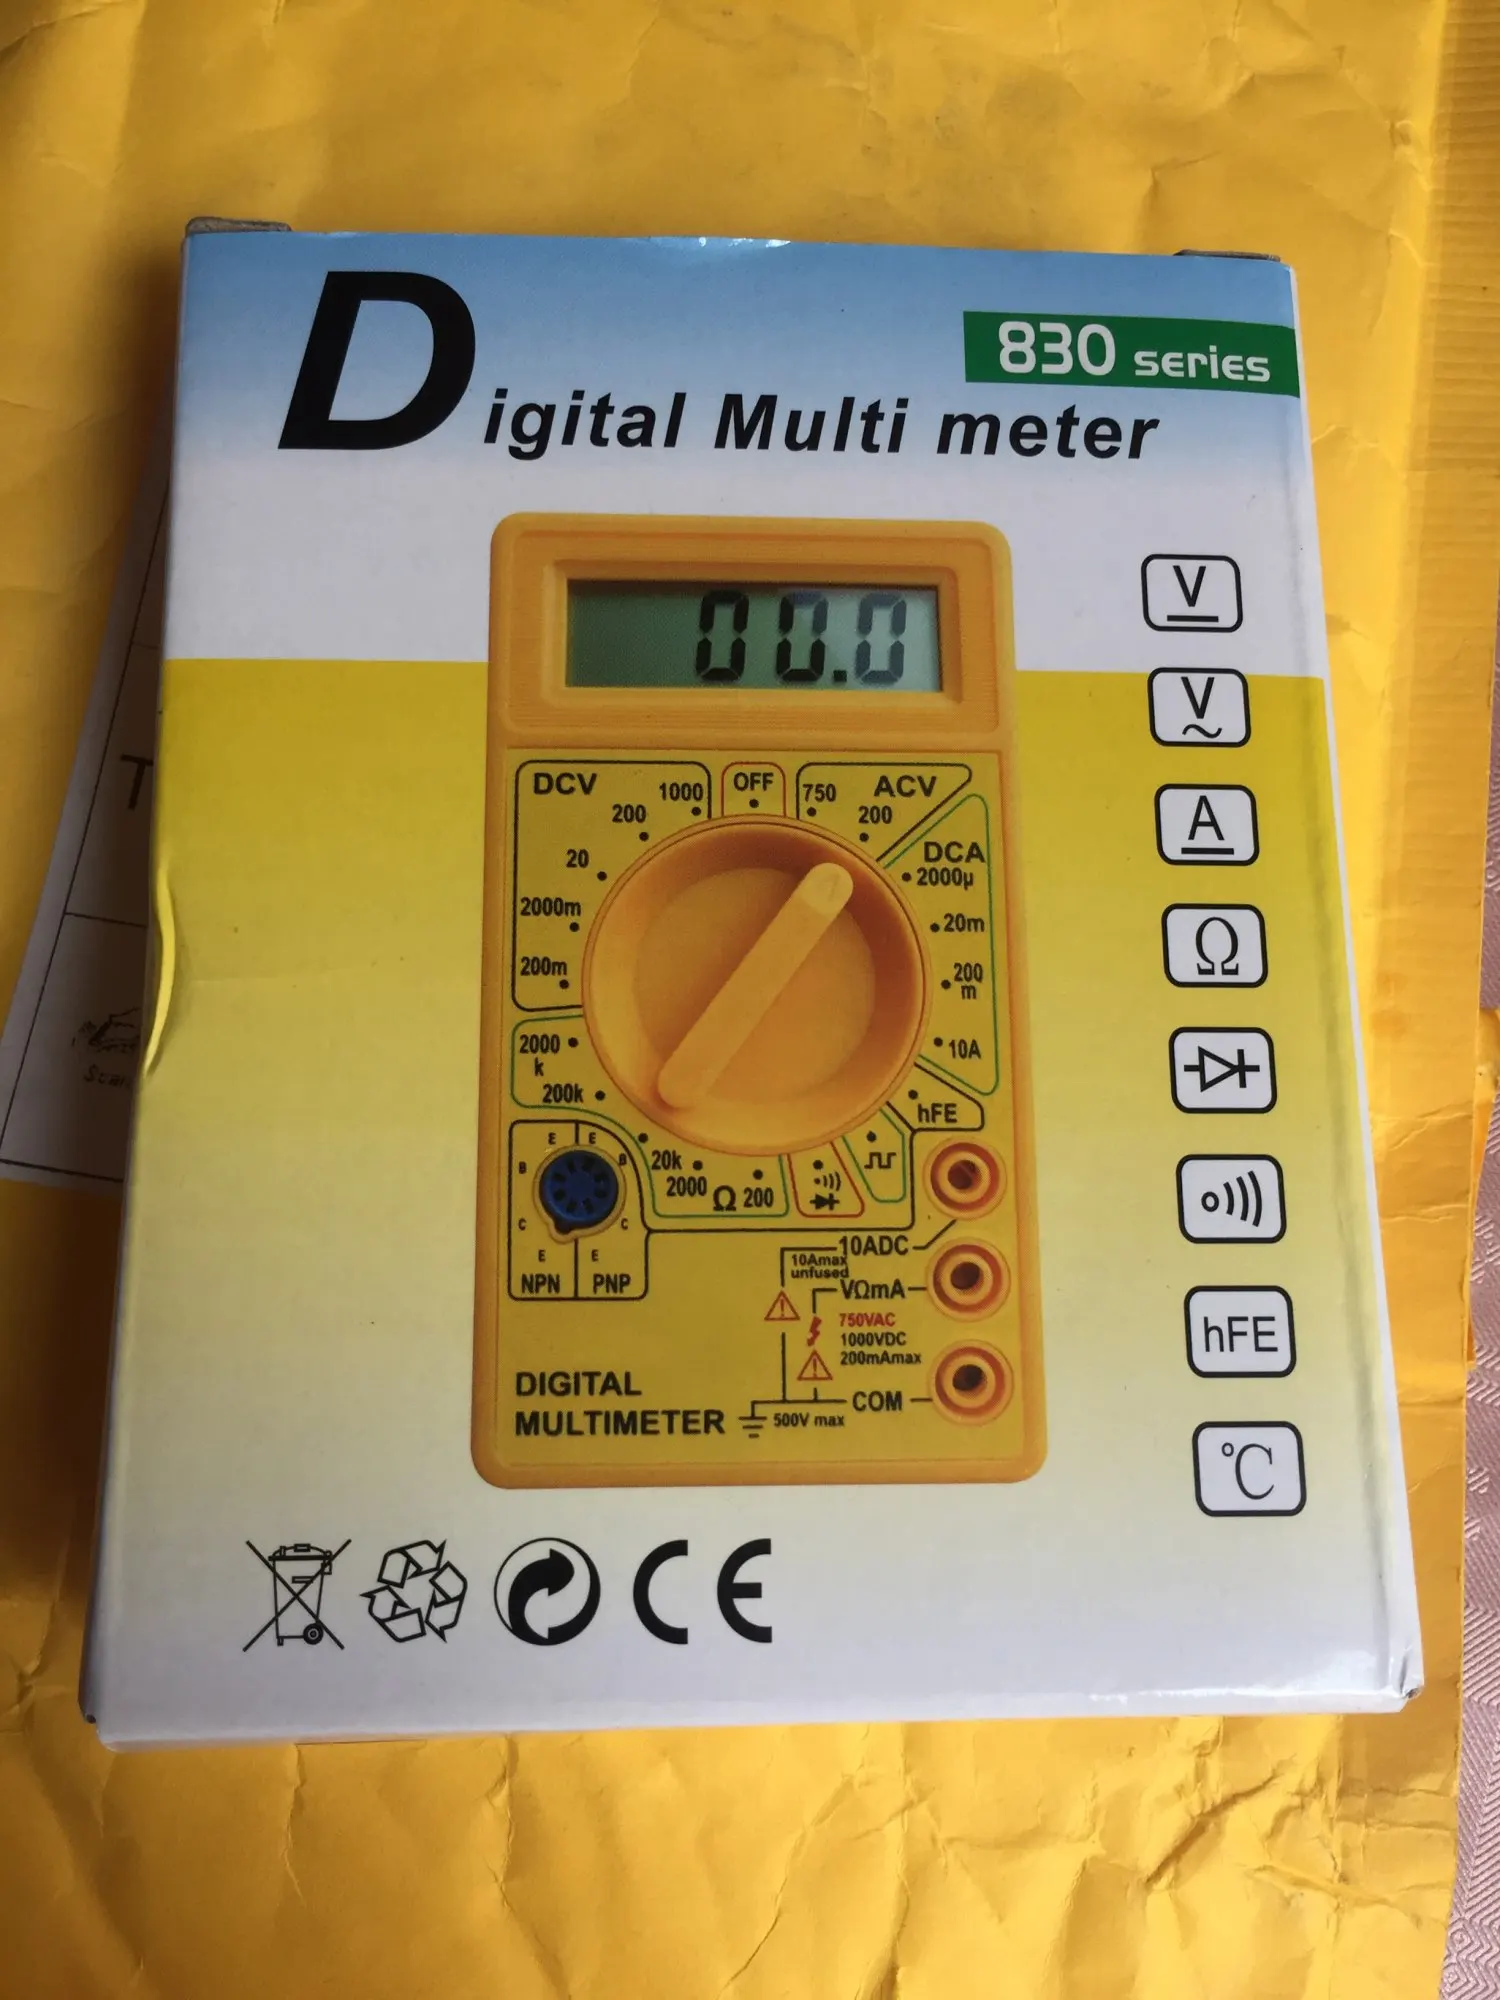 830 series
Digital Multi meter
00.0
DCV 1000 OFF 750 ACV
200 200
20
DCA
2000µ
2000m
20m
200m
200
m
2000
k
10A
200k
hFE
E E
B B
20k
2000 Ω 200
C C
E E
NPN PNP
10ADC
10Amax
unfused
VΩmA
750VAC
1000VDC
200mAmax
COM
500V max
DIGITAL
MULTIMETER
V
V
A
Ω
hFE
°C
CE